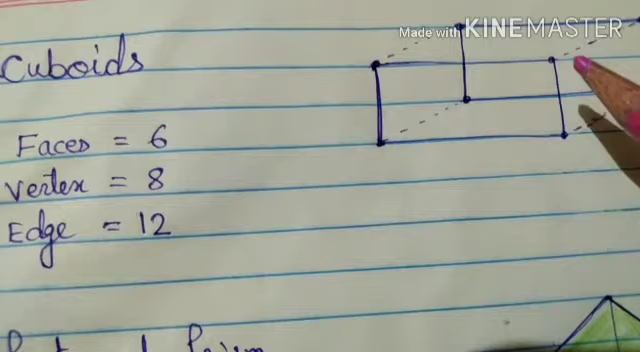 Made with KINEMASTER
Cuboids
Faces = 6
Vertex = 8
Edge = 12